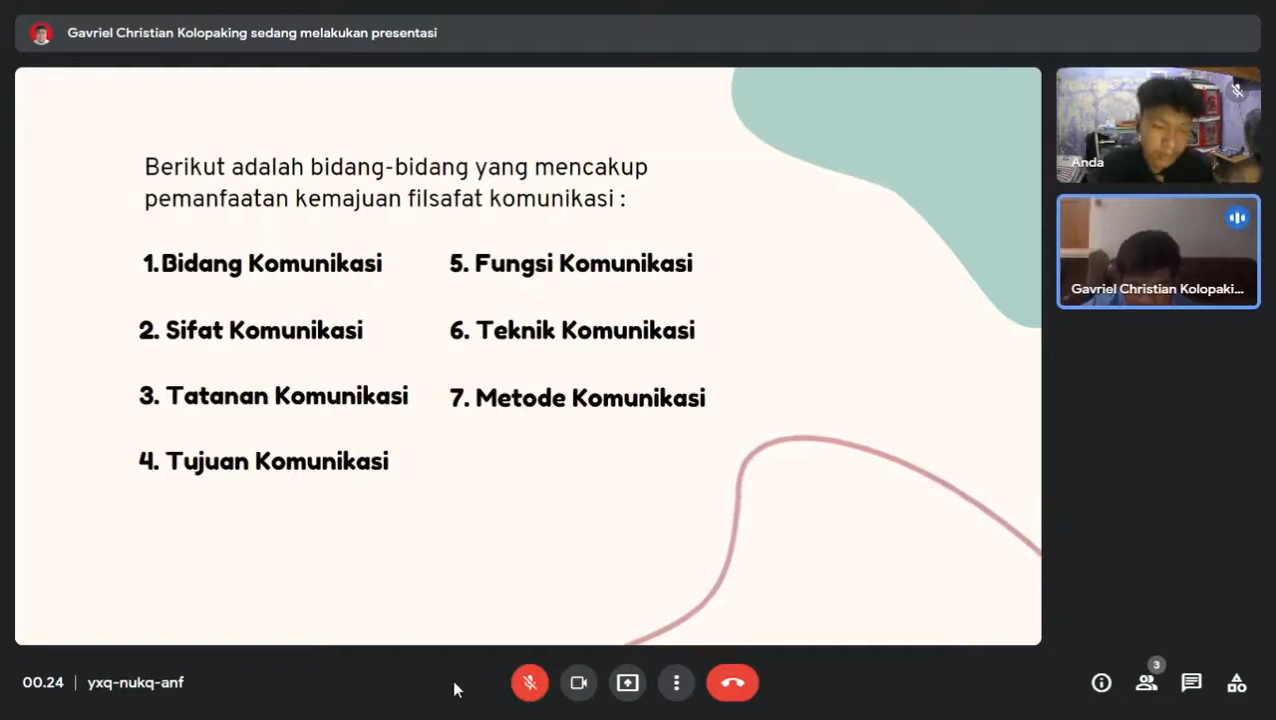 Gavriel Christian Kolopaking sedang melakukan presentasi
Berikut adalah bidang-bidang yang mencakup
pemanfaatan kemajuan filsafat komunikasi :
1.Bidang Komunikasi
2. Sifat Komunikasi
3. Tatanan Komunikasi
4. Tujuan Komunikasi
5. Fungsi Komunikasi
6. Teknik Komunikasi
7. Metode Komunikasi
Anda
Gavriel Christian Kolopaki...
00.24 | yxq-nukq-anf
3